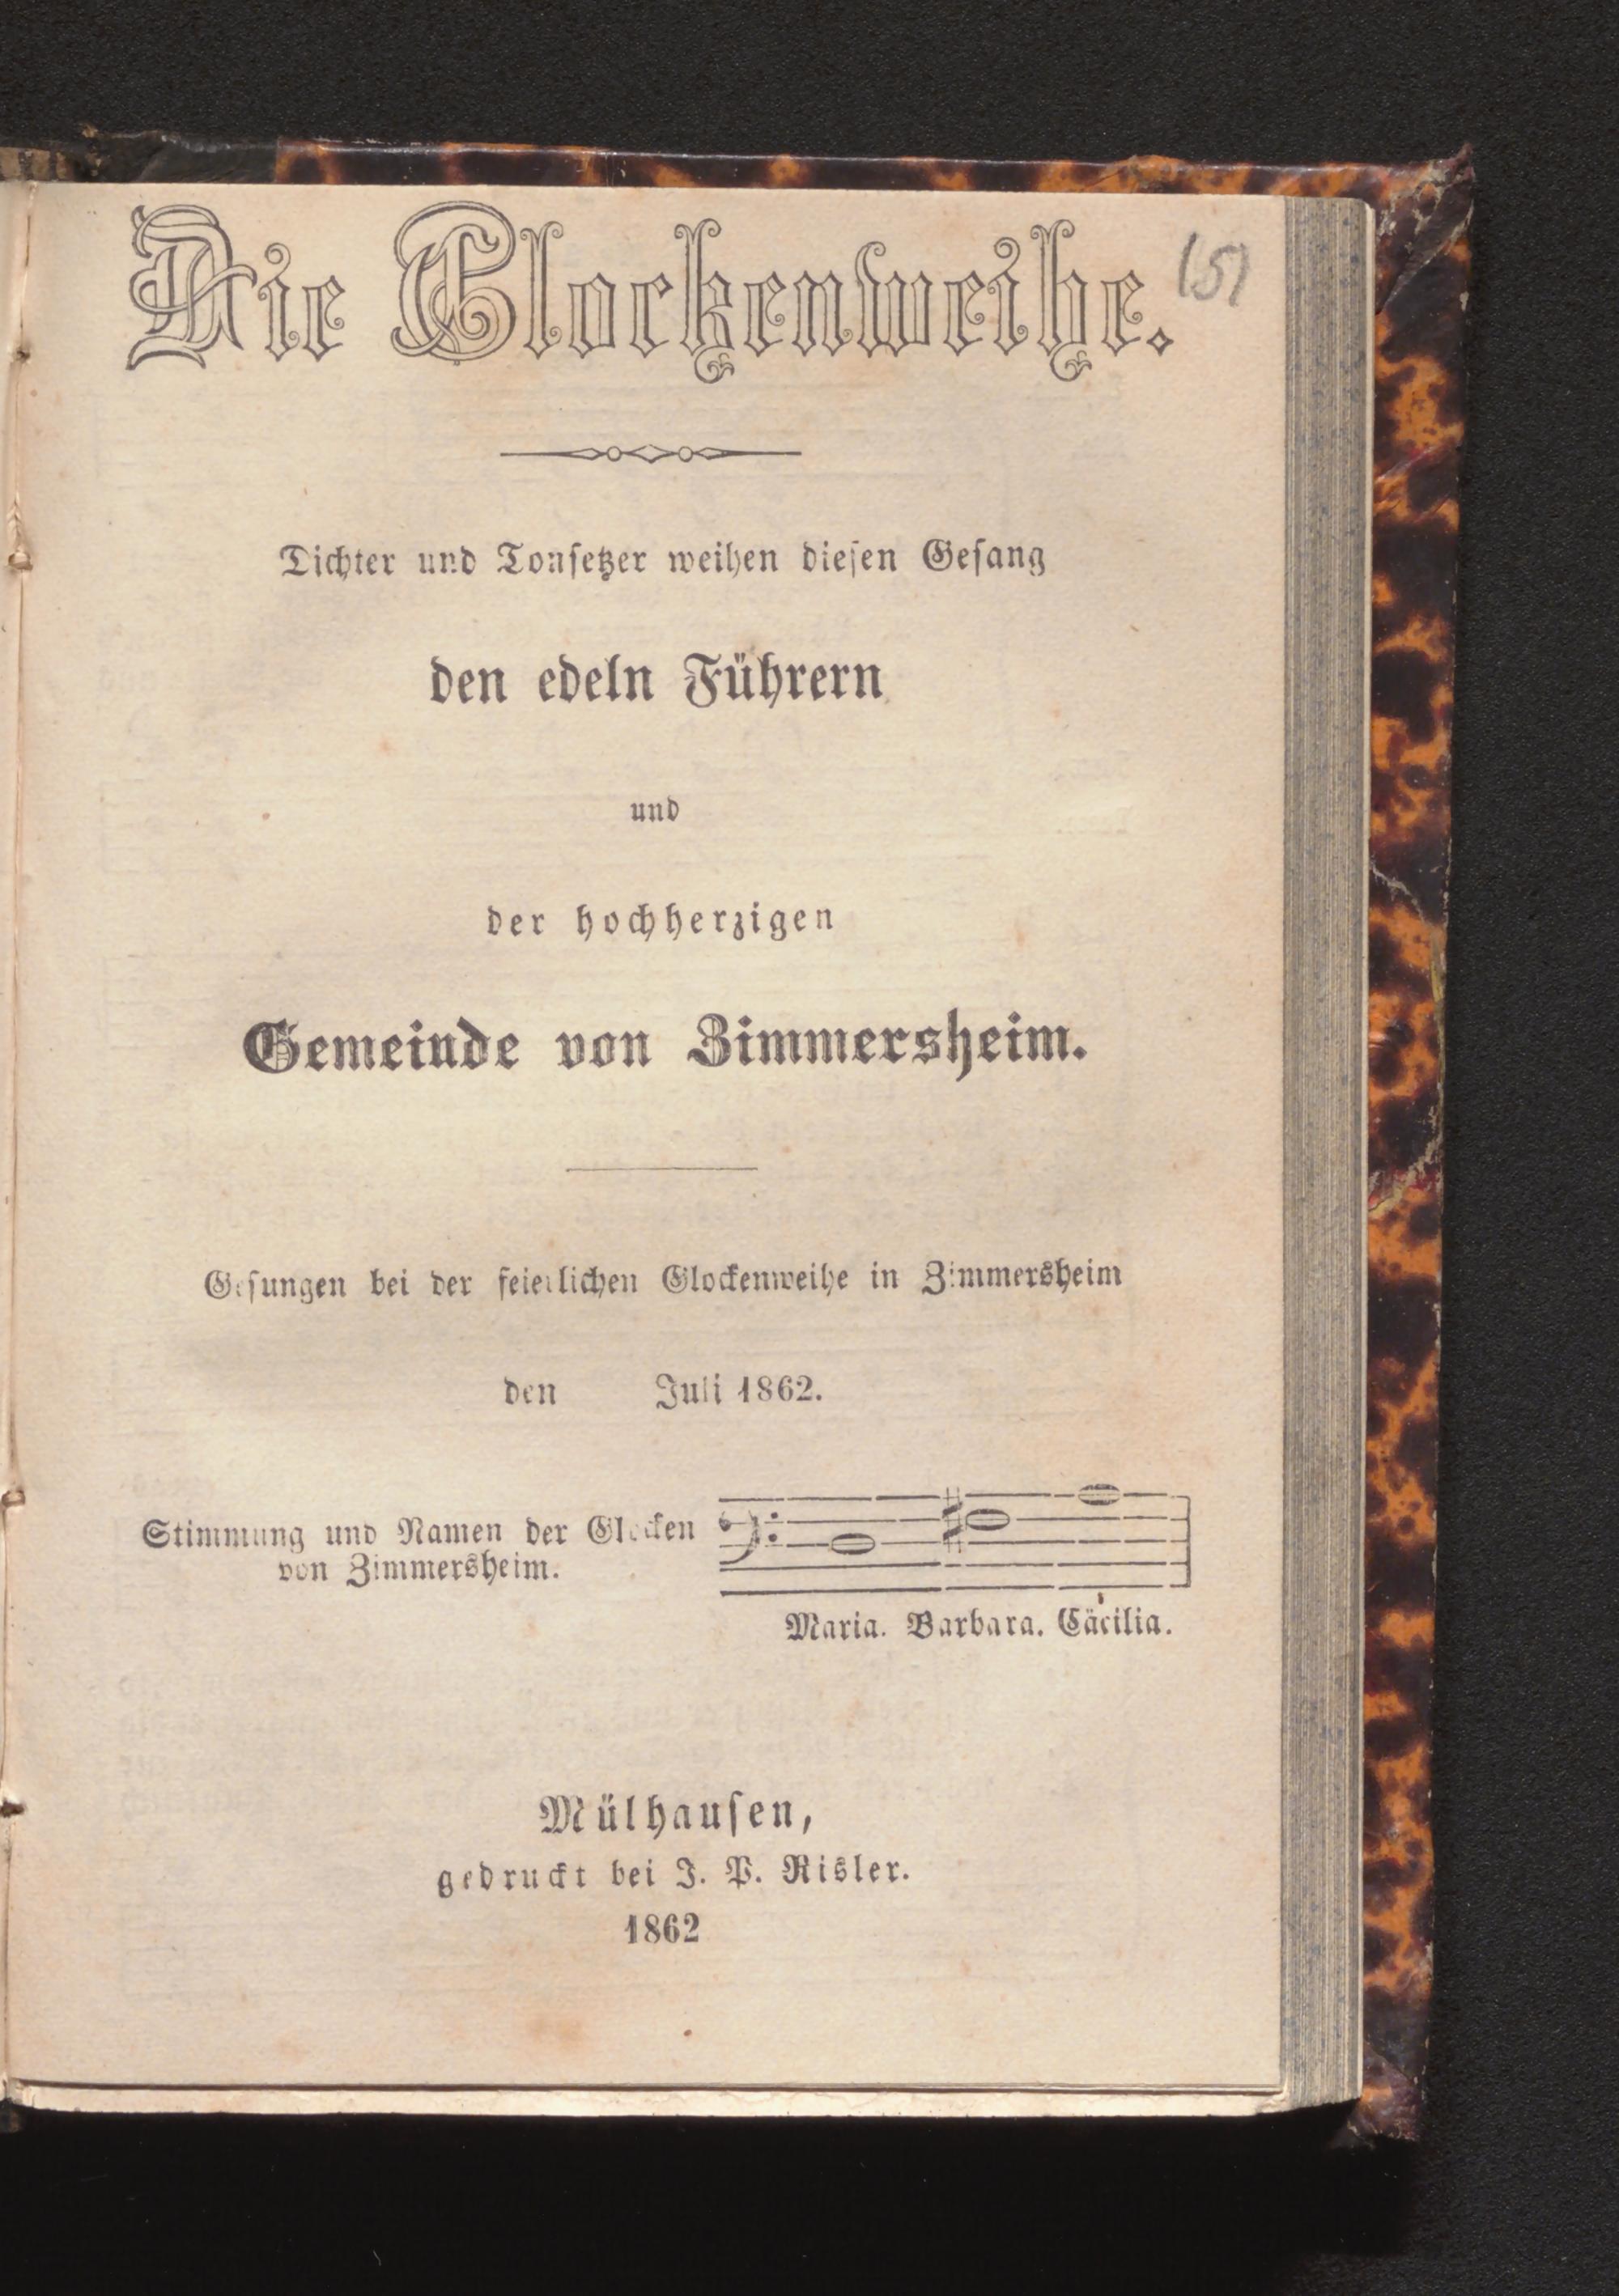 Die Glockenweihe.
(5)
Dichter und Tonsetzer weihen diesen Gesang
den edeln Führern
und
der hochherzigen
Gemeinde von Zimmersheim.
Gesungen bei der feierlichen Glockenweihe in Zimmersheim
den Juli 1862.
Stimmung und Namen der Glocken
von Zimmersheim.
Maria. Barbara. Cäcilia.
Mülhausen,
gedruckt bei J. P. Risler.
1862